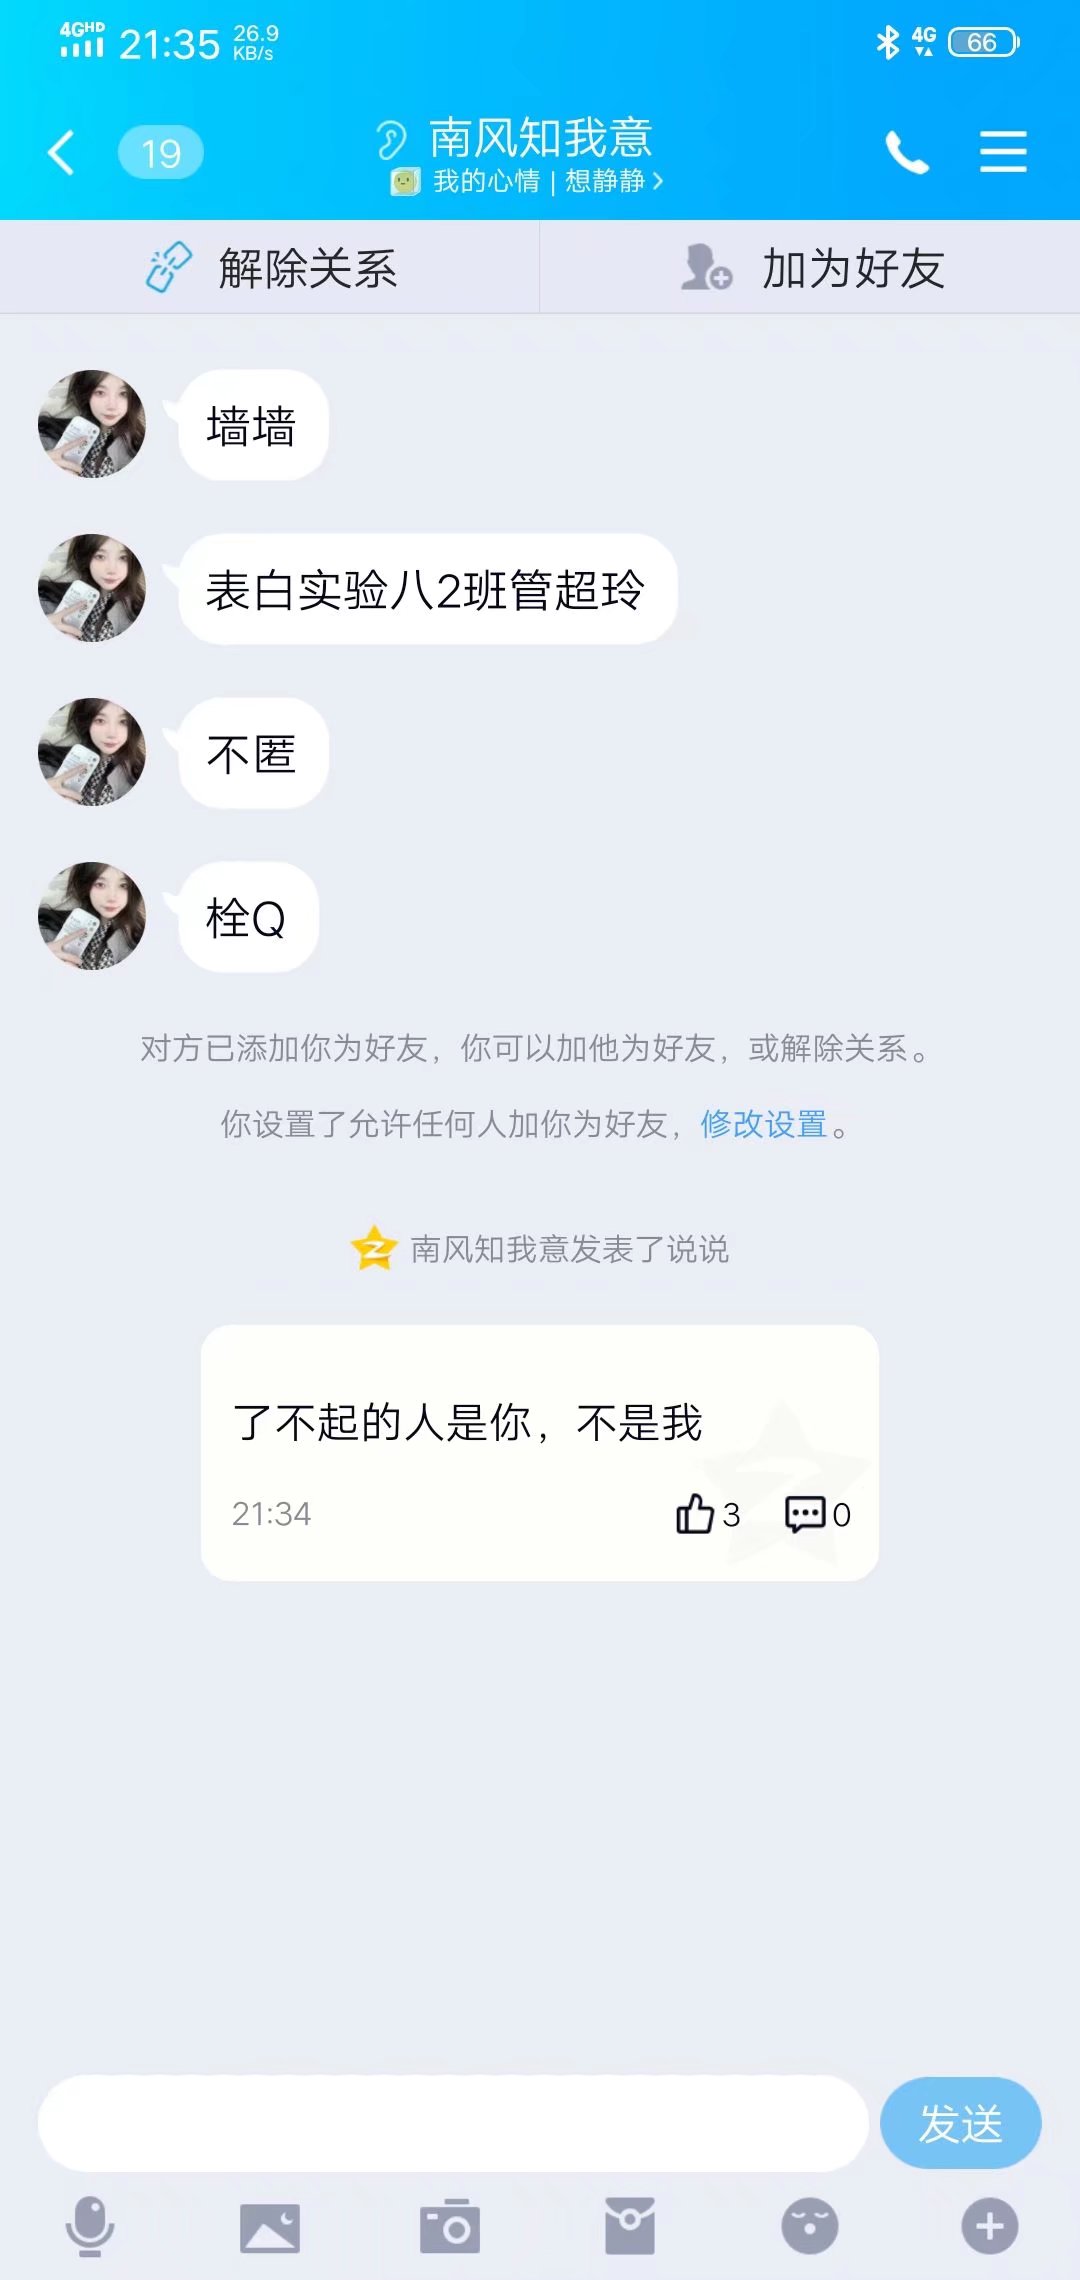 4GHD 21:35 26.9 KB/s 4G 66
19
南风知我意
我的心情 | 想静静
解除关系
加为好友
墙墙
表白实验八2班管超玲
不匿
栓Q
对方已添加你为好友，你可以加他为好友，或解除关系。
你设置了允许任何人加你为好友，修改设置。
南风知我意发表了说说
了不起的人是你，不是我
21:34 3 0
发送